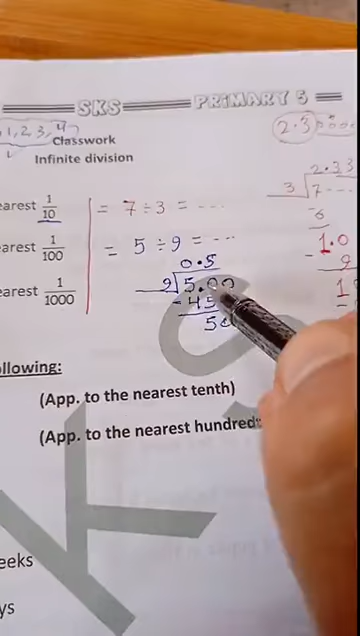 SKS PRIMARY 5
1, 2, 3, 4
Classwork
2.3
Infinite division
2.33
earest 1/10 = 7÷3 = ...
3 7
-6
earest 1/100 = 5÷9 = ...
1.0
0.5
- 9
9 5.00
1
earest 1/1000
-45
5
ollowing:
(App. to the nearest tenth)
(App. to the nearest hundred
eeks
ys
K S